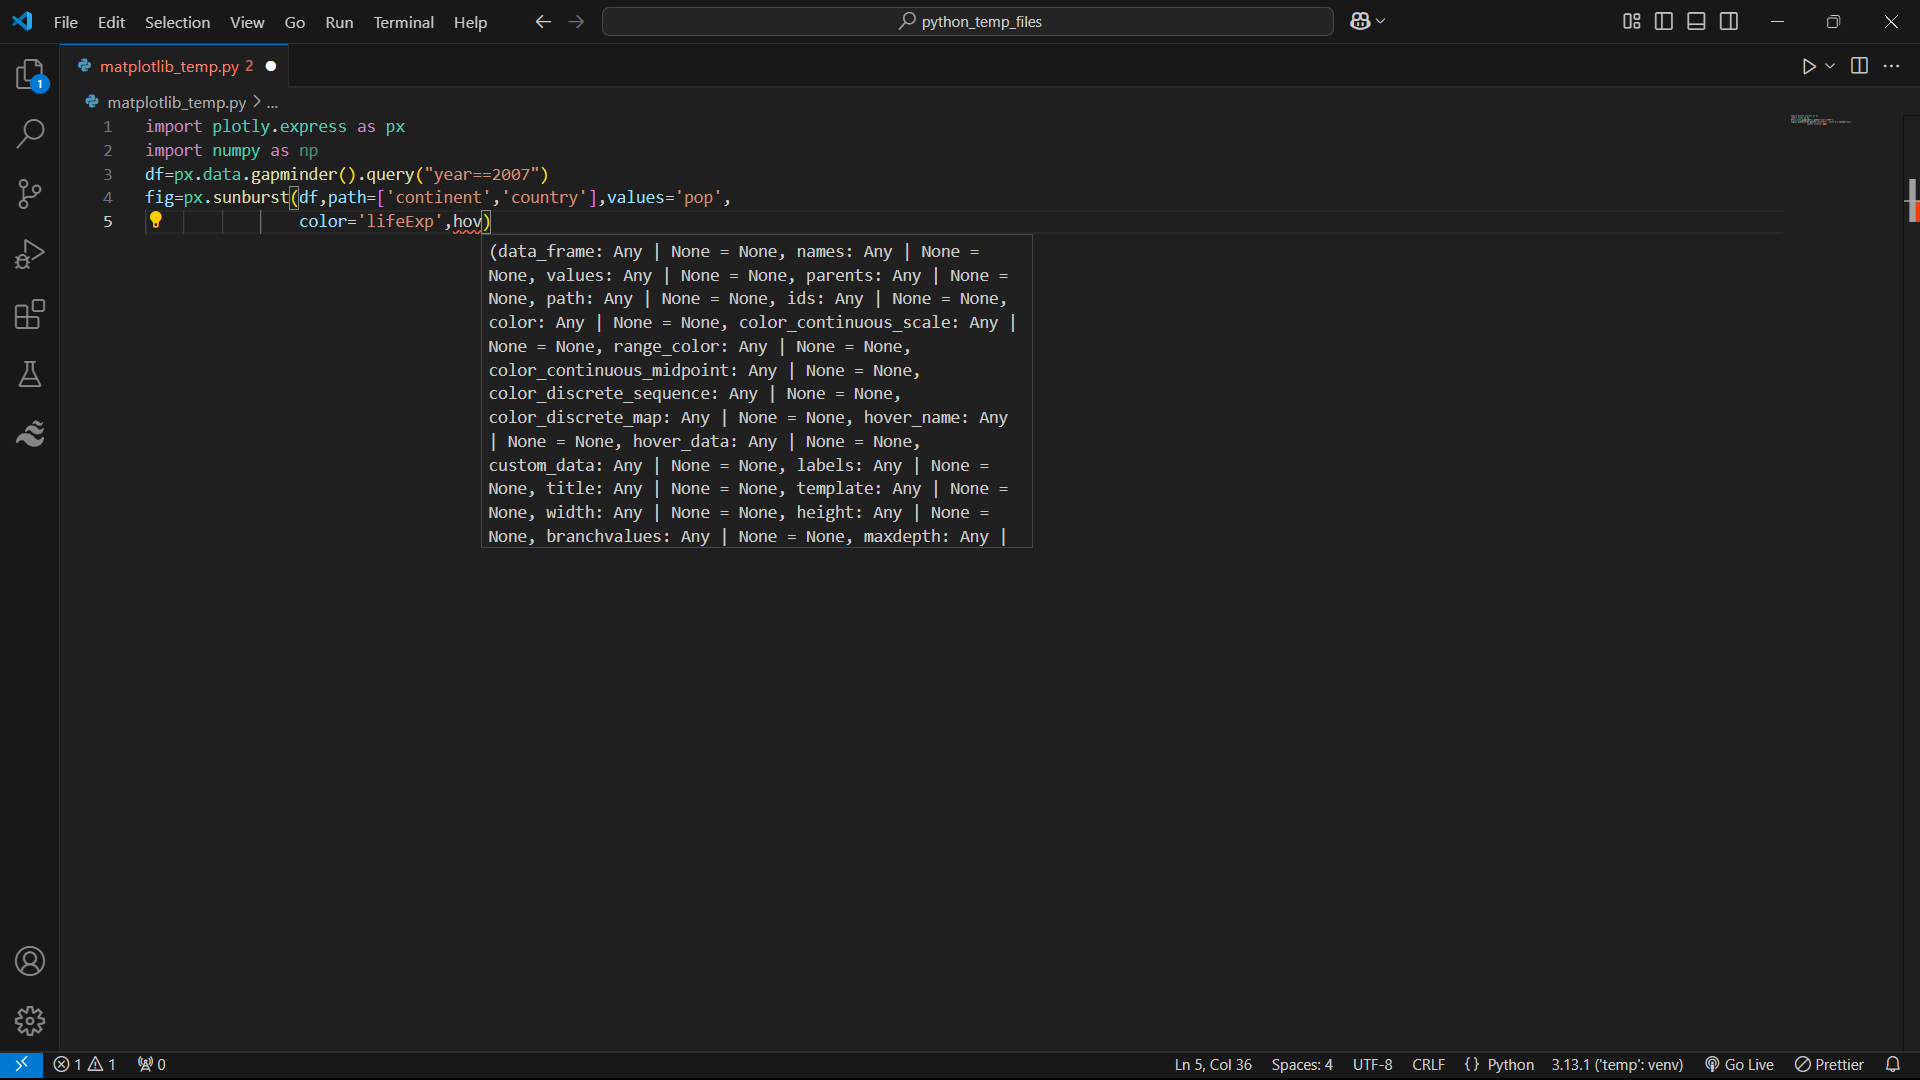 File Edit Selection View Go Run Terminal Help
python_temp_files
1
matplotlib_temp.py 2
matplotlib_temp.py > ...
1 import plotly.express as px
2 import numpy as np
3 df=px.data.gapminder().query("year==2007")
4 fig=px.sunburst(df,path=['continent','country'],values='pop',
5 color='lifeExp',hov)
(data_frame: Any | None = None, names: Any | None =
None, values: Any | None = None, parents: Any | None =
None, path: Any | None = None, ids: Any | None = None,
color: Any | None = None, color_continuous_scale: Any |
None = None, range_color: Any | None = None,
color_continuous_midpoint: Any | None = None,
color_discrete_sequence: Any | None = None,
color_discrete_map: Any | None = None, hover_name: Any
| None = None, hover_data: Any | None = None,
custom_data: Any | None = None, labels: Any | None =
None, title: Any | None = None, template: Any | None =
None, width: Any | None = None, height: Any | None =
None, branchvalues: Any | None = None, maxdepth: Any |
1 1 0 Ln 5, Col 36 Spaces: 4 UTF-8 CRLF {} Python 3.13.1 ('temp': venv) Go Live Prettier